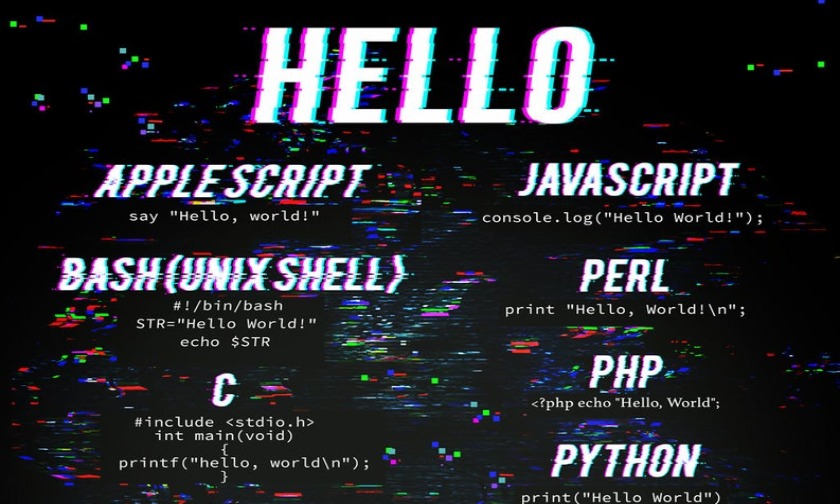 HELLO
APPLE SCRIPT
say "Hello, world!"
BASH (UNIX SHELL)
#!/bin/bash
STR="Hello World!"
echo $STR
C
#include <stdio.h>
int main(void)
{
printf("hello, world\n");
}
JAVASCRIPT
console.log("Hello World!");
PERL
print "Hello, World!\n";
PHP
<?php echo "Hello, World";
PYTHON
print("Hello World")